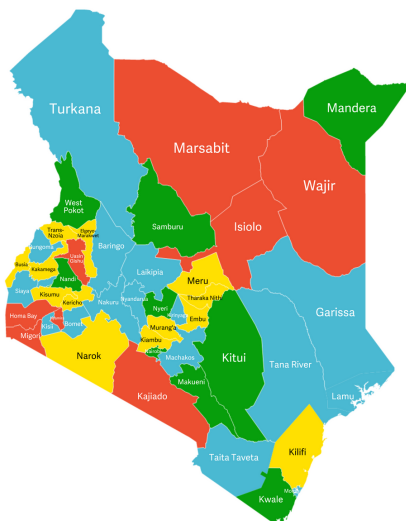 Turkana
Mandera
Marsabit
Wajir
West
Pokot
Samburu
Isiolo
Trans-
Nzoia
Elgeyo-
Marakwet
Bungoma
Baringo
Uasin
Gishu
Busia
Kakamega
Laikipia
Meru
Nandi
Siaya
Kisumu
Tharaka Nithi
Garissa
Kericho
Nakuru
Nyandarua
Nyeri
Embu
Homa Bay
Kisii
Bomet
Murang'a
Migori
Kiambu
Narok
Machakos
Kitui
Tana River
Makueni
Kajiado
Lamu
Taita Taveta
Kilifi
Kwale